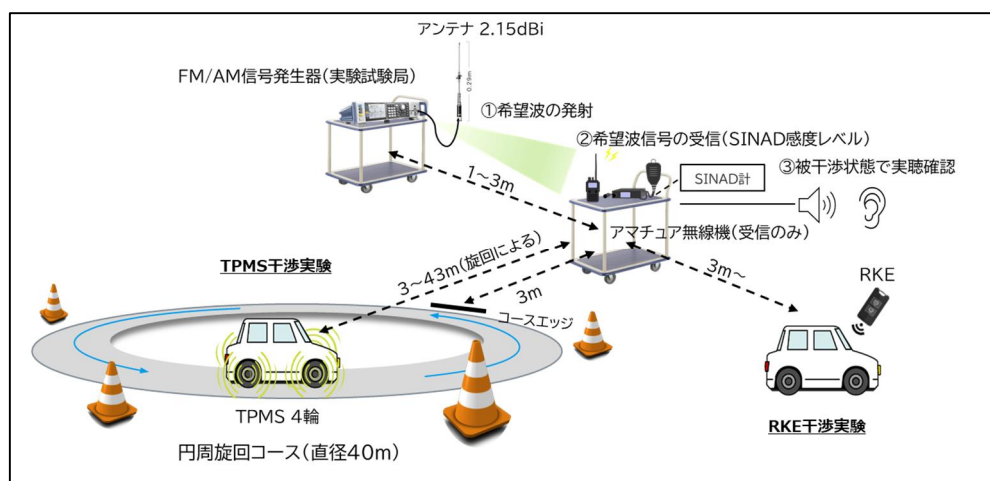 アンテナ 2.15dBi
FM/AM信号発生器(実験試験局)
0.29m
①希望波の発射
②希望波信号の受信(SINAD感度レベル)
SINAD計
③被干渉状態で実聴確認
1~3m
アマチュア無線機(受信のみ)
TPMS干渉実験
3~43m(旋回による)
3m
3m~
RKE
コースエッジ
TPMS 4輪
円周旋回コース(直径40m)
RKE干渉実験